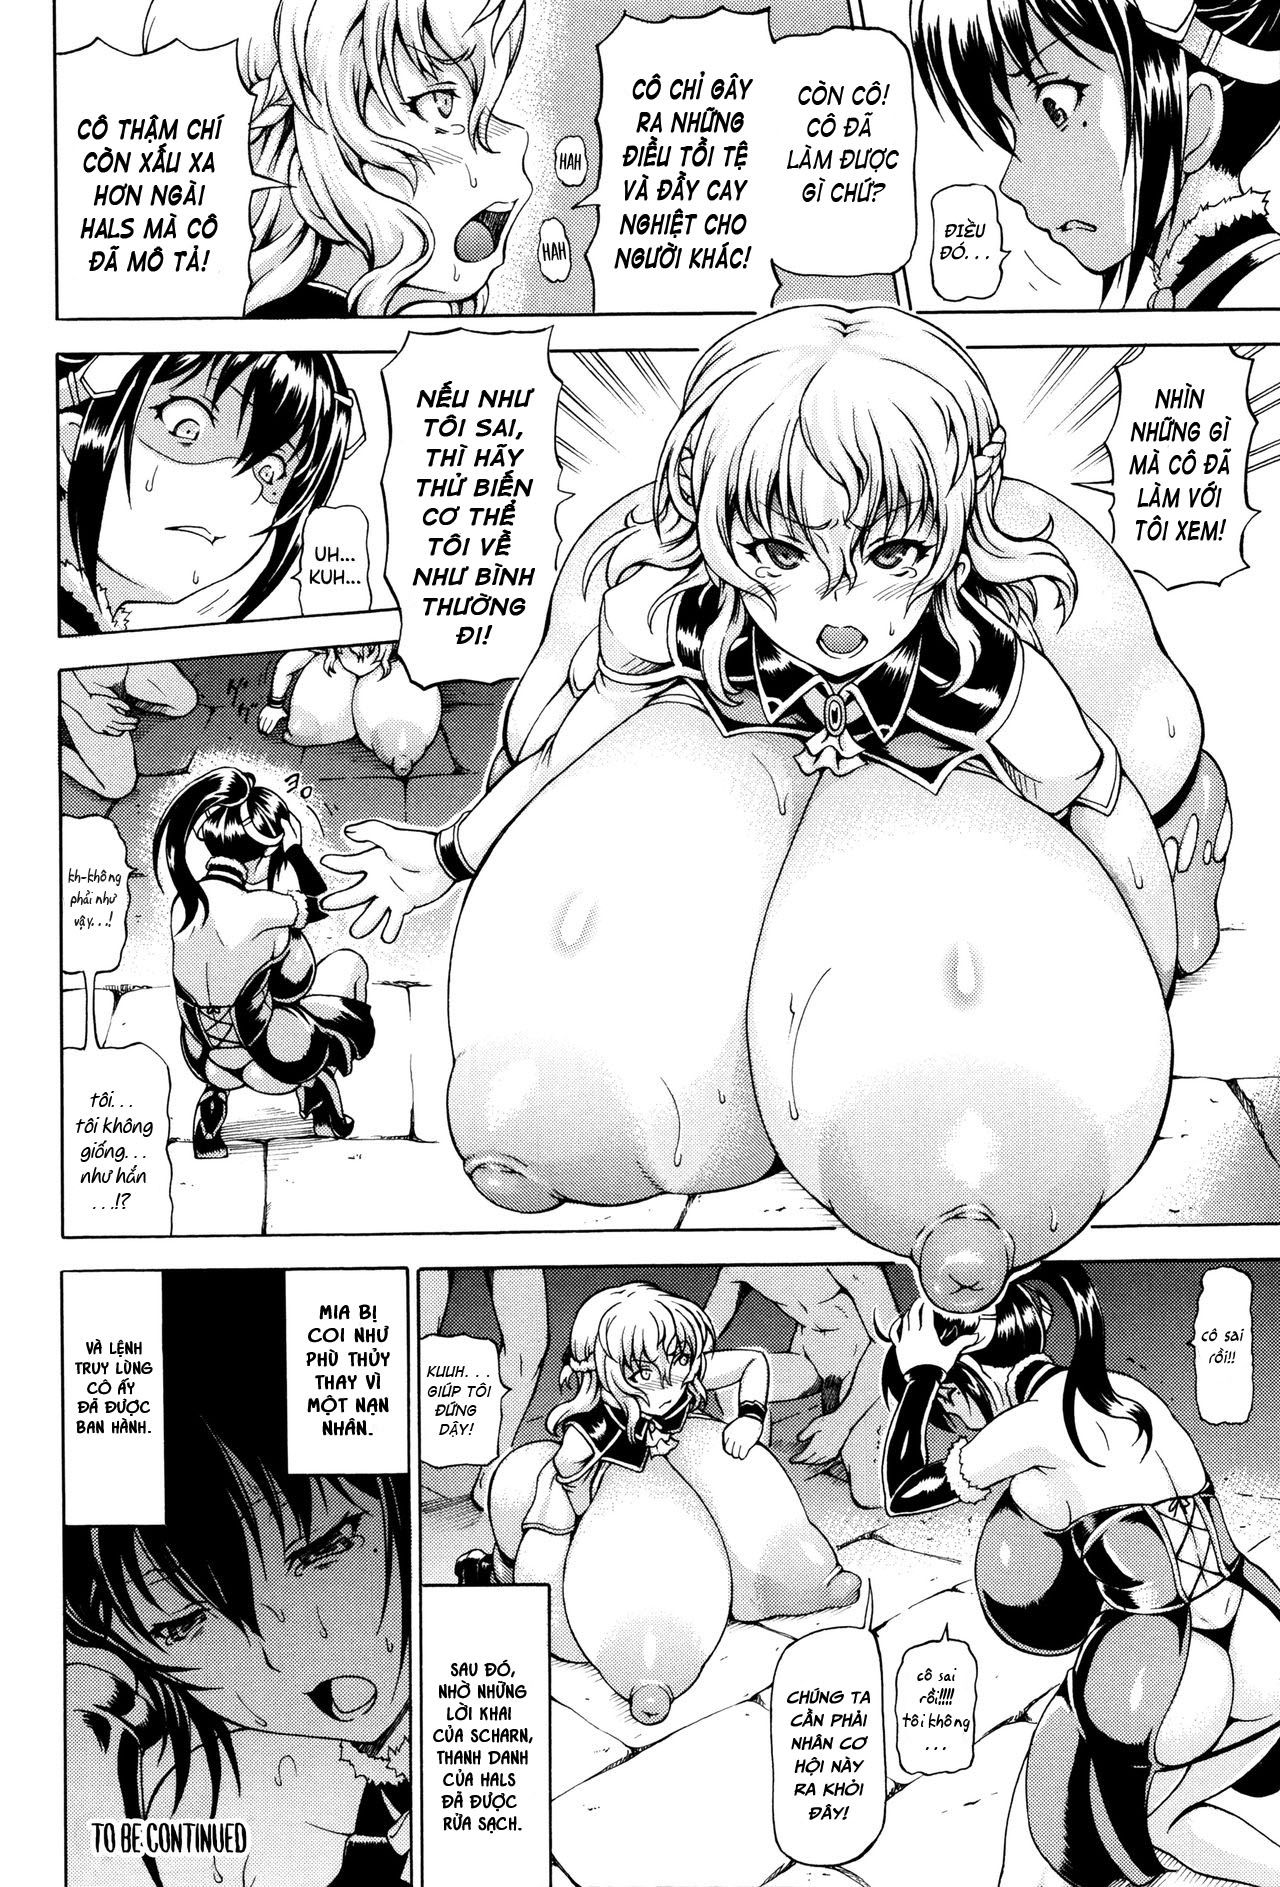 ĐIỀU
ĐÓ...
CÒN CÔ!
CÔ ĐÃ
LÀM ĐƯỢC
GÌ CHỨ?
CÔ CHỈ GÂY
RA NHỮNG
ĐIỀU TỒI TỆ
VÀ ĐẦY CAY
NGHIỆT CHO
NGƯỜI KHÁC!
HAH
HAH
CÔ THẬM CHÍ
CÒN XẤU XA
HƠN NGÀI
HALS MÀ CÔ
ĐÃ MÔ TẢ!
NHÌN
NHỮNG GÌ
MÀ CÔ ĐÃ
LÀM VỚI
TÔI XEM!
NẾU NHƯ
TÔI SAI,
THÌ HÃY
THỬ BIẾN
CƠ THỂ
TÔI VỀ
NHƯ BÌNH
THƯỜNG
ĐI!
UH...
KUH...
kh-không
phải như
vậy...!
tôi...
tôi không
giống...
như hắn
...!?
cô sai
rồi!!
cô sai
rồi!!!!
tôi không
...
KUUH...
GIÚP TÔI
ĐỨNG
DẬY!
CHÚNG TA
CẦN PHẢI
NHÂN CƠ
HỘI NÀY
RA KHỎI
ĐÂY!
SAU ĐÓ,
NHỜ NHỮNG
LỜI KHAI
CỦA SCHARN,
THANH DANH
CỦA HALS
ĐÃ ĐƯỢC
RỬA SẠCH.
MIA BỊ
COI NHƯ
PHÙ THỦY
THAY VÌ
MỘT NẠN
NHÂN.
VÀ LỆNH
TRUY LÙNG
CÔ ẤY
ĐÃ ĐƯỢC
BAN HÀNH.
TO BE CONTINUED